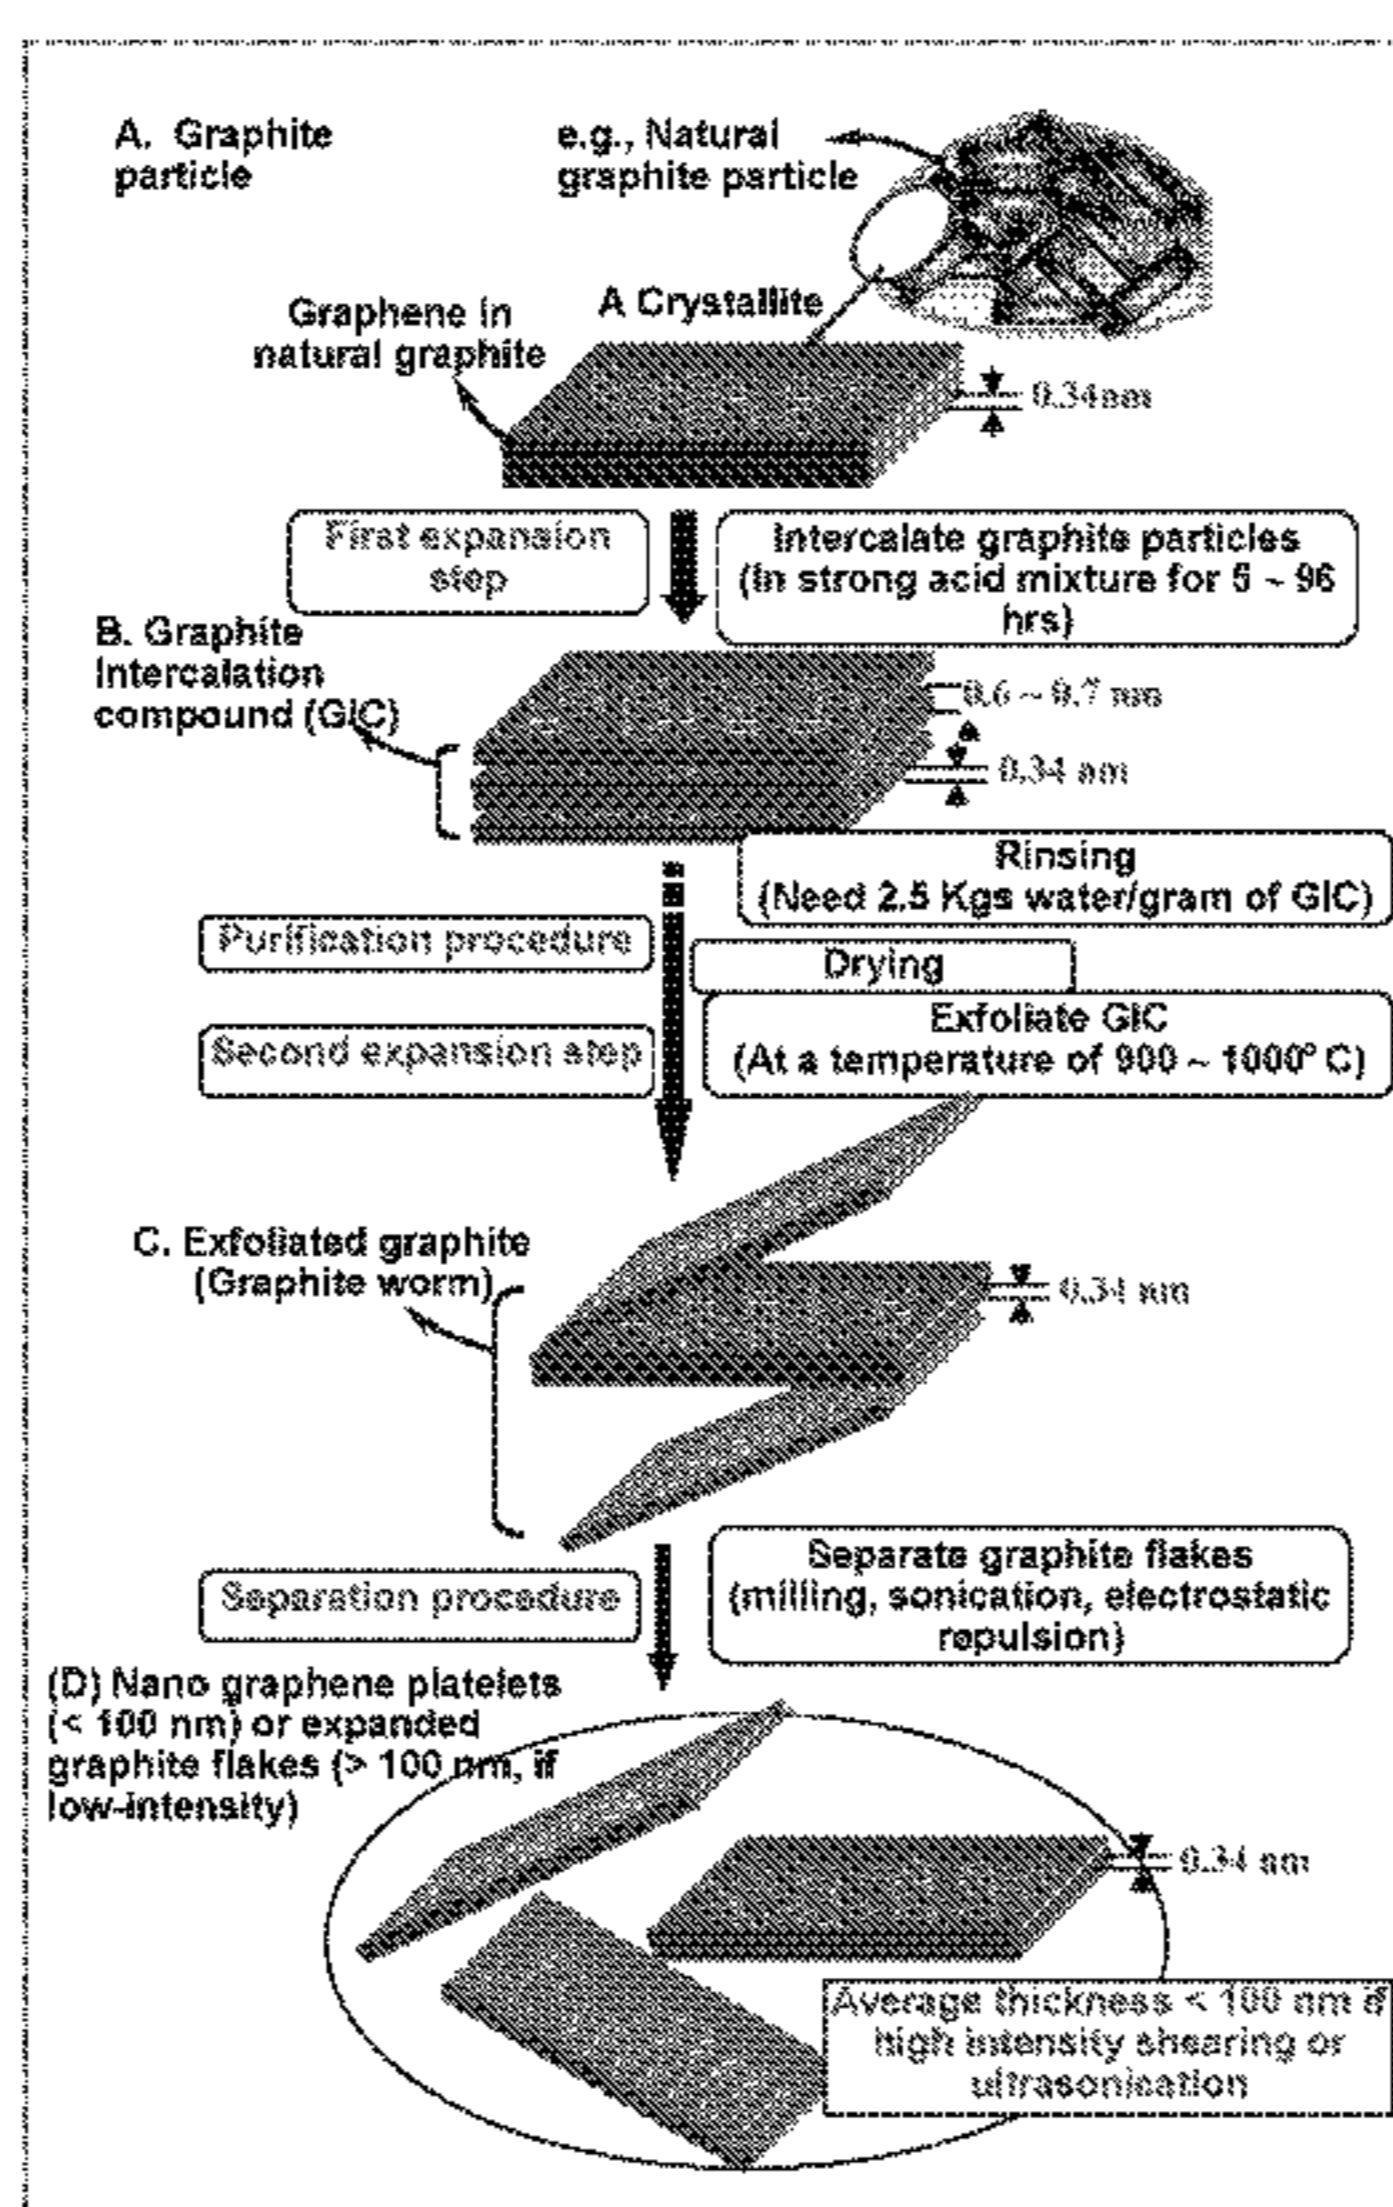 A. Graphite
particle
e.g., Natural
graphite particle
A Crystallite
Graphene in
natural graphite
0.34nm
First expansion
step
Intercalate graphite particles
(in strong acid mixture for 5 ~ 96
hrs)
B. Graphite
Intercalation
compound (GIC)
0.6 ~ 0.7 nm
0.34 nm
Rinsing
(Need 2.5 Kgs water/gram of GIC)
Purification procedure
Drying
Exfoliate GIC
(At a temperature of 900 ~ 1000° C)
Second expansion step
C. Exfoliated graphite
(Graphite worm)
0.34 nm
Separate graphite flakes
(milling, sonication, electrostatic
repulsion)
Separation procedure
(D) Nano graphene platelets
(< 100 nm) or expanded
graphite flakes (> 100 nm, if
low-intensity)
0.34 nm
Average thickness < 100 nm if
high intensity shearing or
ultrasonication